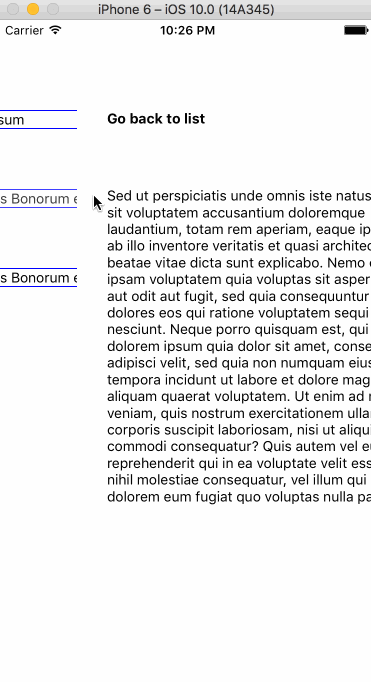 iPhone 6 – iOS 10.0 (14A345)
Carrier 10:26 PM
sum
Go back to list
s Bonorum e
s Bonorum e
Sed ut perspiciatis unde omnis iste natus
sit voluptatem accusantium doloremque
laudantium, totam rem aperiam, eaque ip
ab illo inventore veritatis et quasi architec
beatae vitae dicta sunt explicabo. Nemo e
ipsam voluptatem quia voluptas sit asper
aut odit aut fugit, sed quia consequuntur
dolores eos qui ratione voluptatem sequi
nesciunt. Neque porro quisquam est, qui
dolorem ipsum quia dolor sit amet, conse
adipisci velit, sed quia non numquam eius
tempora incidunt ut labore et dolore mag
aliquam quaerat voluptatem. Ut enim ad r
veniam, quis nostrum exercitationem ulla
corporis suscipit laboriosam, nisi ut aliqu
commodi consequatur? Quis autem vel eu
reprehenderit qui in ea voluptate velit ess
nihil molestiae consequatur, vel illum qui
dolorem eum fugiat quo voluptas nulla pa